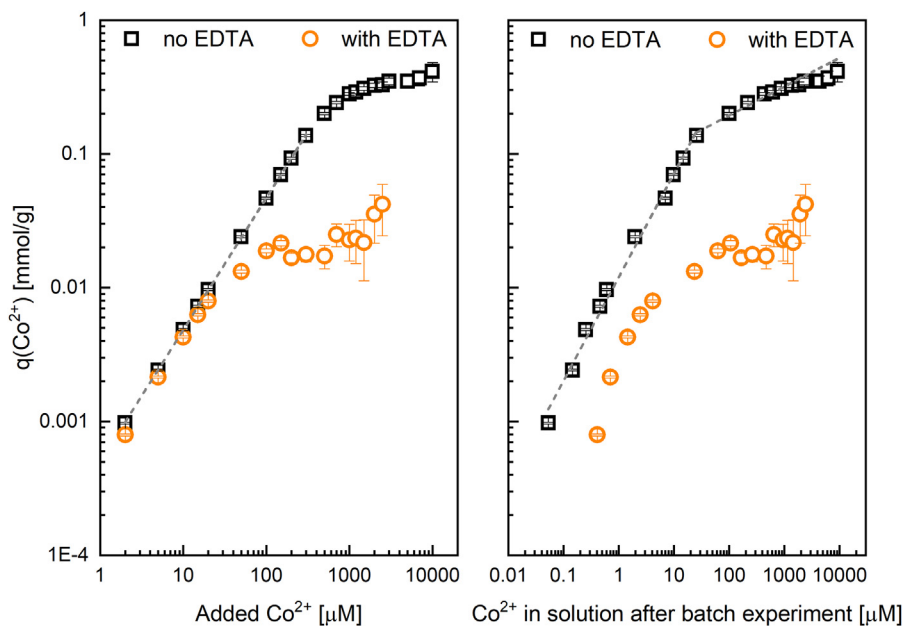 q(Co²⁺) [mmol/g]
1
0.1
0.01
0.001
1E-4
no EDTA
with EDTA
1
10
100
1000
10000
Added Co²⁺ [µM]
no EDTA
with EDTA
0.01
0.1
1
10
100
1000
10000
Co²⁺ in solution after batch experiment [µM]